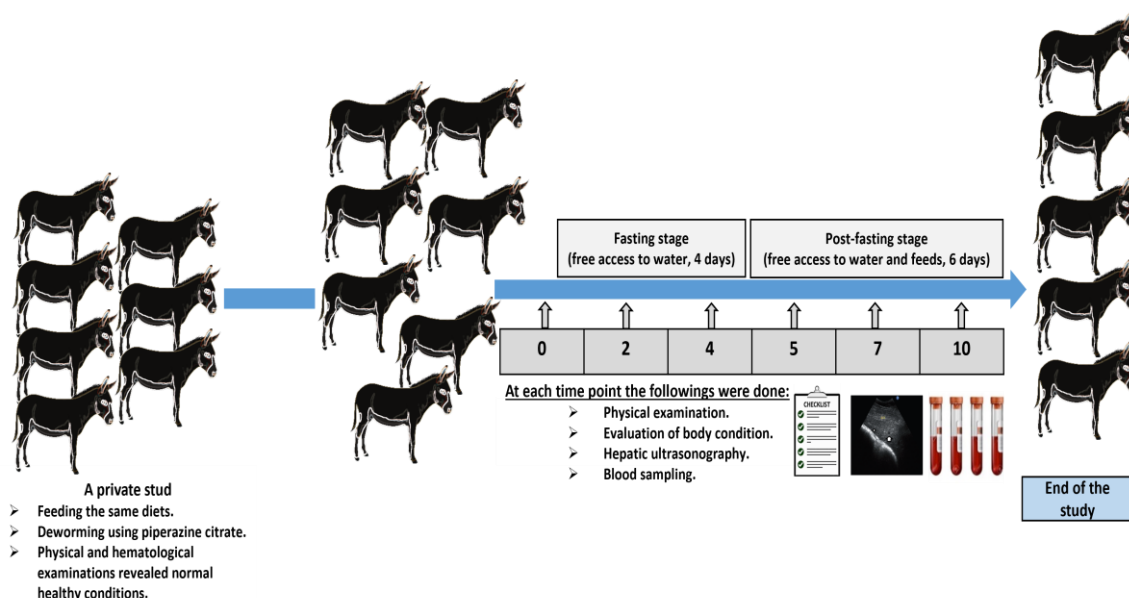 Fasting stage
(free access to water, 4 days)
Post-fasting stage
(free access to water and feeds, 6 days)
0 2 4 5 7 10
At each time point the followings were done:
➢ Physical examination.
➢ Evaluation of body condition.
➢ Hepatic ultrasonography.
➢ Blood sampling.
CHECKLIST
A private stud
➢ Feeding the same diets.
➢ Deworming using piperazine citrate.
➢ Physical and hematological
examinations revealed normal
healthy conditions.
End of the
study